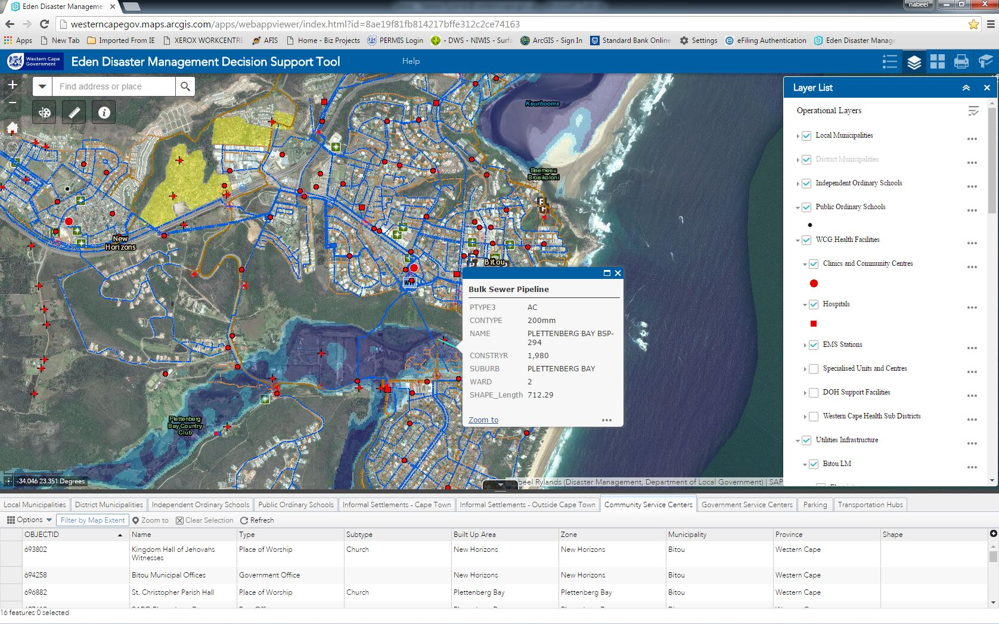 Eden Disaster Manageme
nabeel
westerncapegov.maps.arcgis.com/apps/webappviewer/index.html?id=8ae19f81fb814217bffe312c2ce74163
Apps New Tab Imported From IE XEROX WORKCENTRE AFIS Home - Biz Projects PERMIS Login - DWS - NIWIS - Surfa ArcGIS - Sign In Standard Bank Online Settings eFiling Authentication Eden Disaster Manage
Western Cape
Government
Eden Disaster Management Decision Support Tool
Help
Find address or place
Keurbooms
Seemeeu
Broeikoloni
New
Horizons
Bitou
Plettenberg
Bay Country
Club
Bulk Sewer Pipeline
PTYPE3 AC
CONTYPE 200mm
NAME PLETTENBERG BAY BSP-
294
CONSTRYR 1,980
SUBURB PLETTENBERG BAY
WARD 2
SHAPE_Length 712.29
Zoom to
-34.046 23.351 Degrees
Nabeel Rylands (Disaster Management, Department of Local Government) | SAP
Layer List
Operational Layers
Local Municipalities
District Municipalities
Independent Ordinary Schools
Public Ordinary Schools
WCG Health Facilities
Clinics and Community Centres
Hospitals
EMS Stations
Specialised Units and Centres
DOH Support Facilities
Western Cape Health Sub Districts
Utilities Infrastructure
Bitou LM
Local Municipalities District Municipalities Independent Ordinary Schools Public Ordinary Schools Informal Settlements - Cape Town Informal Settlements - Outside Cape Town Community Service Centers Government Service Centers Parking Transportation Hubs
Options Filter by Map Extent Zoom to Clear Selection Refresh
OBJECTID Name Type Subtype Built Up Area Zone Municipality Province Shape
693802 Kingdom Hall of Jehovahs Place of Worship Church New Horizons New Horizons Bitou Western Cape
Witnesses
694258 Bitou Municipal Offices Government Office New Horizons New Horizons Bitou Western Cape
696882 St. Christopher Parish Hall Place of Worship Church Plettenberg Bay Plettenberg Bay Bitou Western Cape
16 features 0 selected